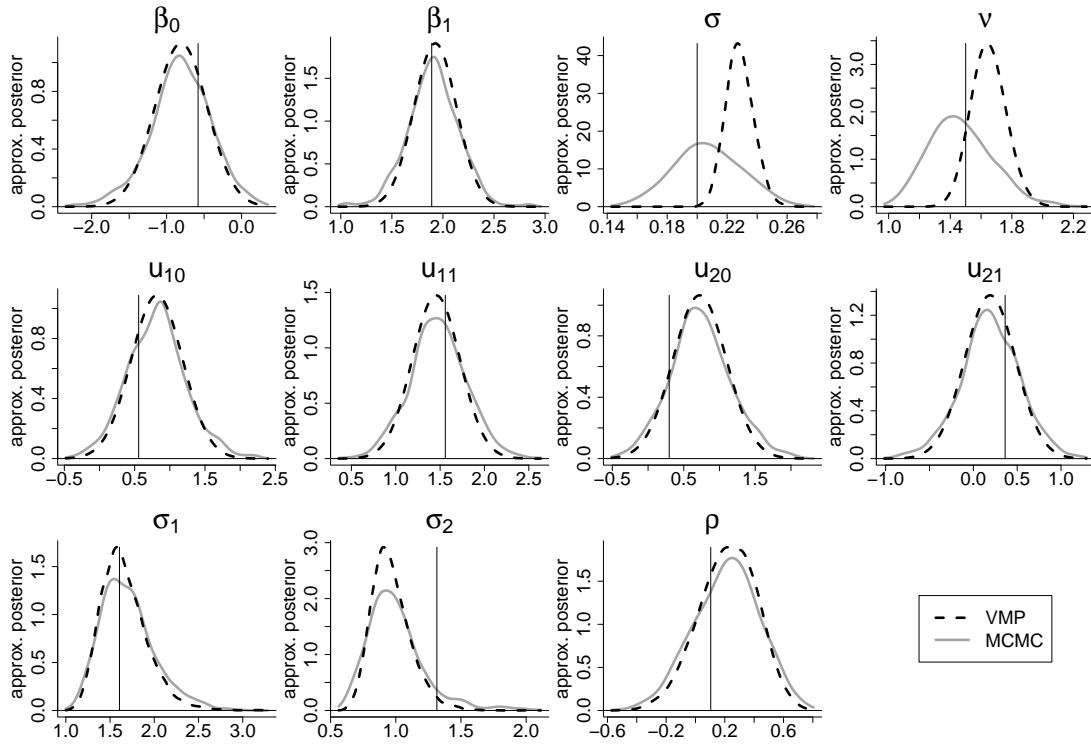 β₀
approx. posterior
0.0 0.4 0.8
−2.0 −1.0 0.0
β₁
approx. posterior
0.0 0.5 1.0 1.5
1.0 1.5 2.0 2.5 3.0
σ
approx. posterior
0 10 20 30 40
0.14 0.18 0.22 0.26
ν
approx. posterior
0.0 1.0 2.0 3.0
1.0 1.4 1.8 2.2
u₁₀
approx. posterior
0.0 0.4 0.8
−0.5 0.5 1.5 2.5
u₁₁
approx. posterior
0.0 0.5 1.0 1.5
0.5 1.0 1.5 2.0 2.5
u₂₀
approx. posterior
0.0 0.4 0.8
−0.5 0.5 1.5
u₂₁
approx. posterior
0.0 0.4 0.8 1.2
−1.0 0.0 1.0
σ₁
approx. posterior
0.0 0.5 1.0 1.5
1.0 1.5 2.0 2.5 3.0
σ₂
approx. posterior
0.0 1.0 2.0 3.0
0.5 1.0 1.5 2.0
ρ
approx. posterior
0.0 0.5 1.0 1.5
−0.6 −0.2 0.2 0.6
VMP
MCMC